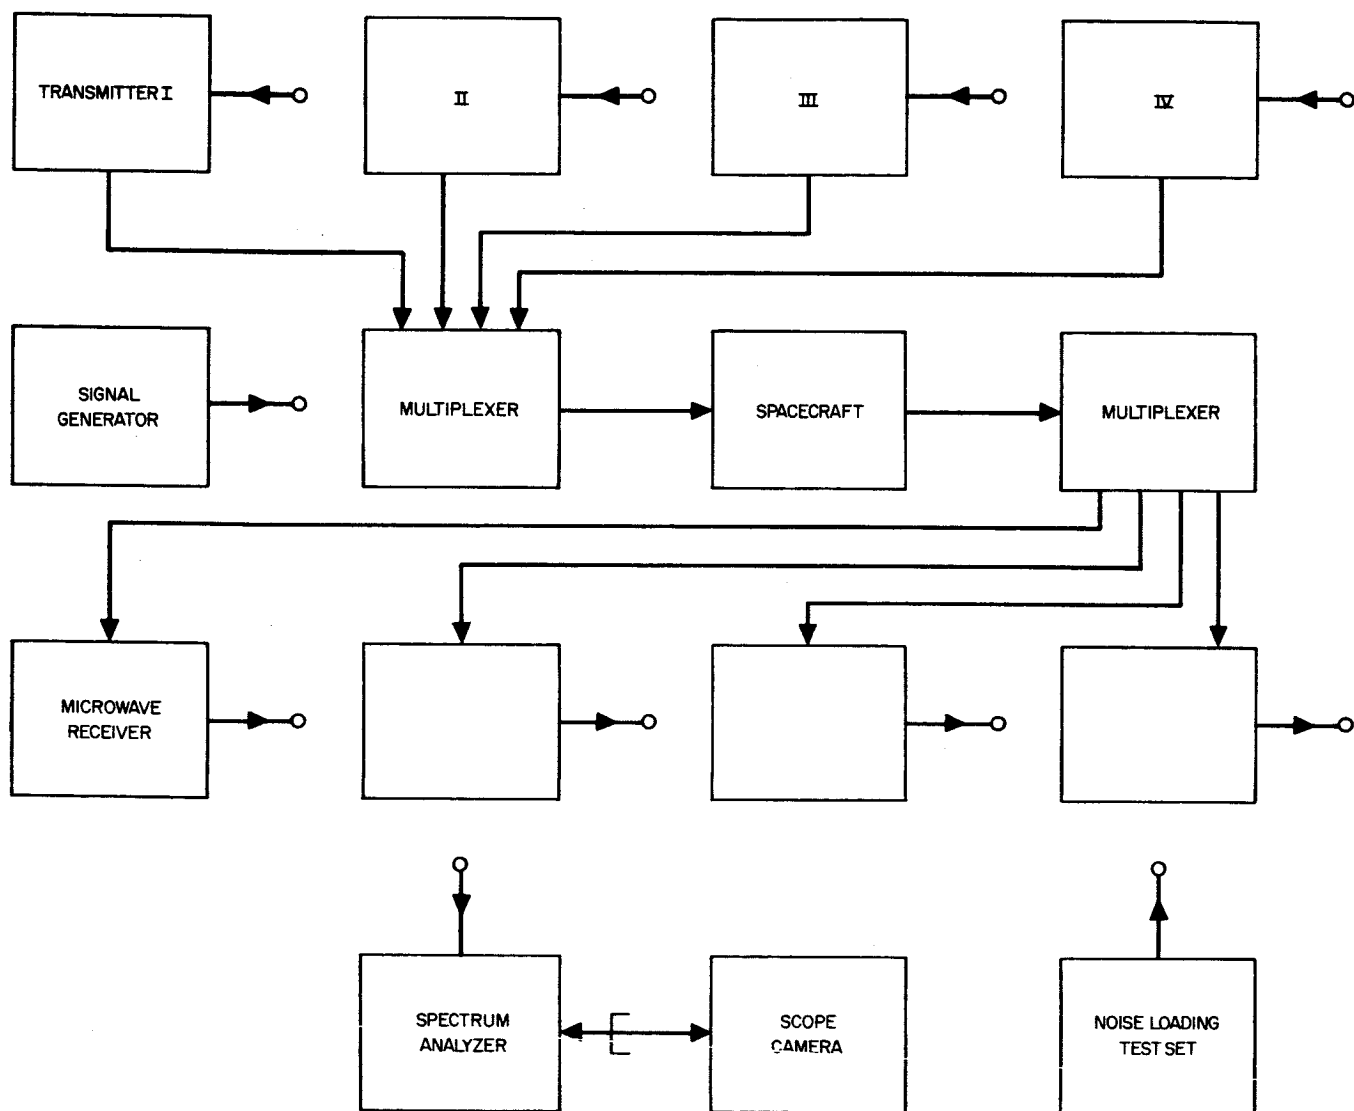 TRANSMITTER I
II
III
IV
SIGNAL
GENERATOR
MULTIPLEXER
SPACECRAFT
MULTIPLEXER
MICROWAVE
RECEIVER
SPECTRUM
ANALYZER
SCOPE
CAMERA
NOISE LOADING
TEST SET